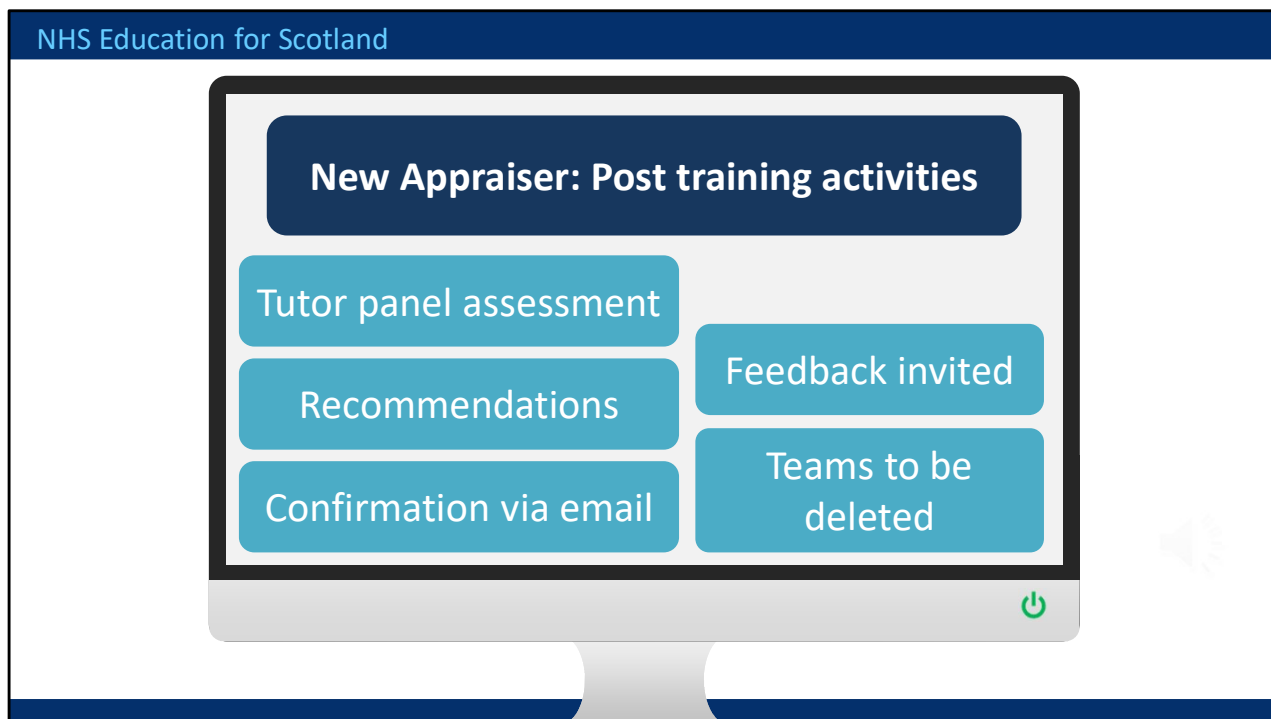 NHS Education for Scotland
New Appraiser: Post training activities
Tutor panel assessment
Recommendations
Confirmation via email
Feedback invited
Teams to be
deleted